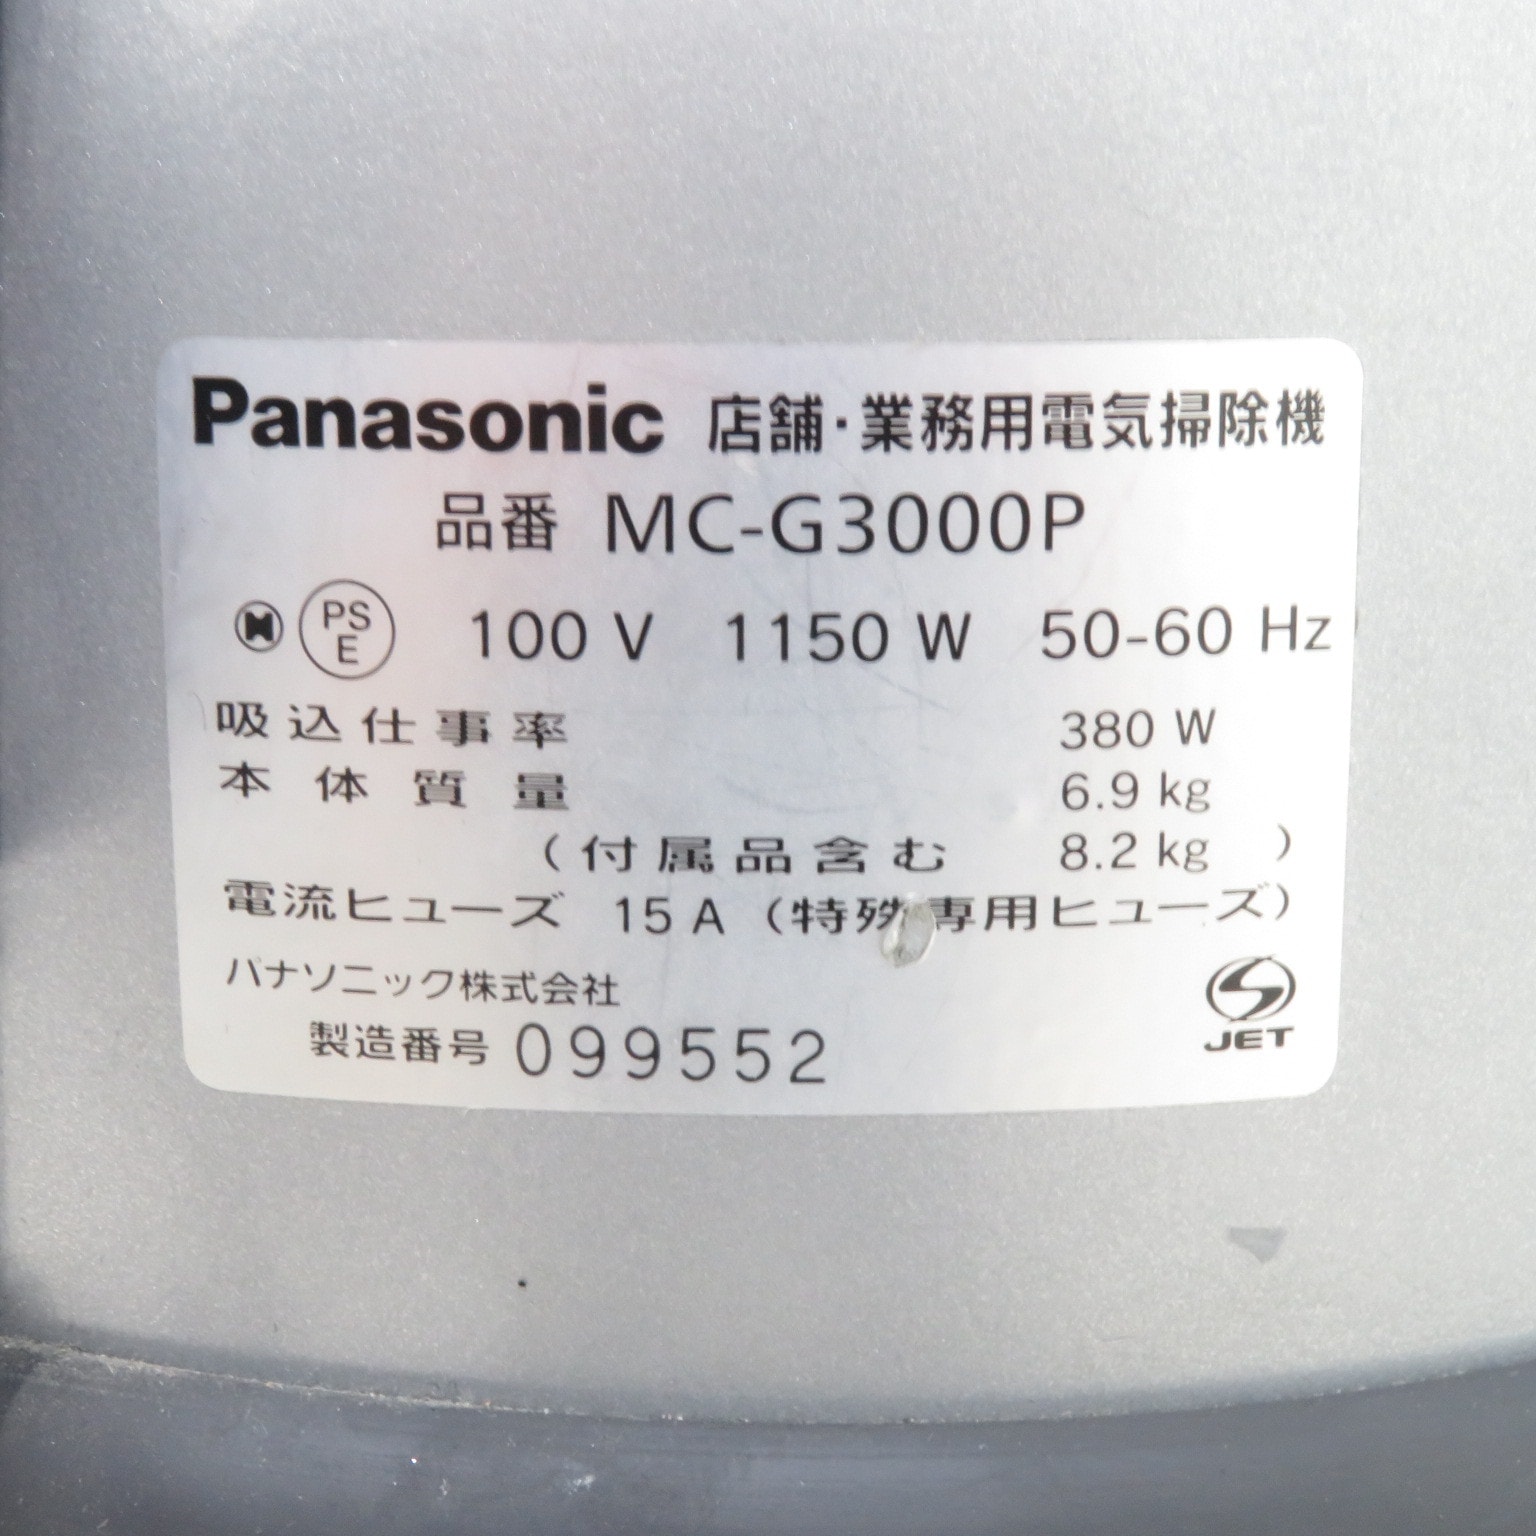 Panasonic 店舗・業務用電気掃除機
品番 MC-G3000P
PS E 100 V 1150 W 50-60 Hz
吸込仕事率 380 W
本体質量 6.9 kg
(付属品含む 8.2 kg)
電流ヒューズ 15 A (特殊専用ヒューズ)
パナソニック株式会社
製造番号 099552
JET